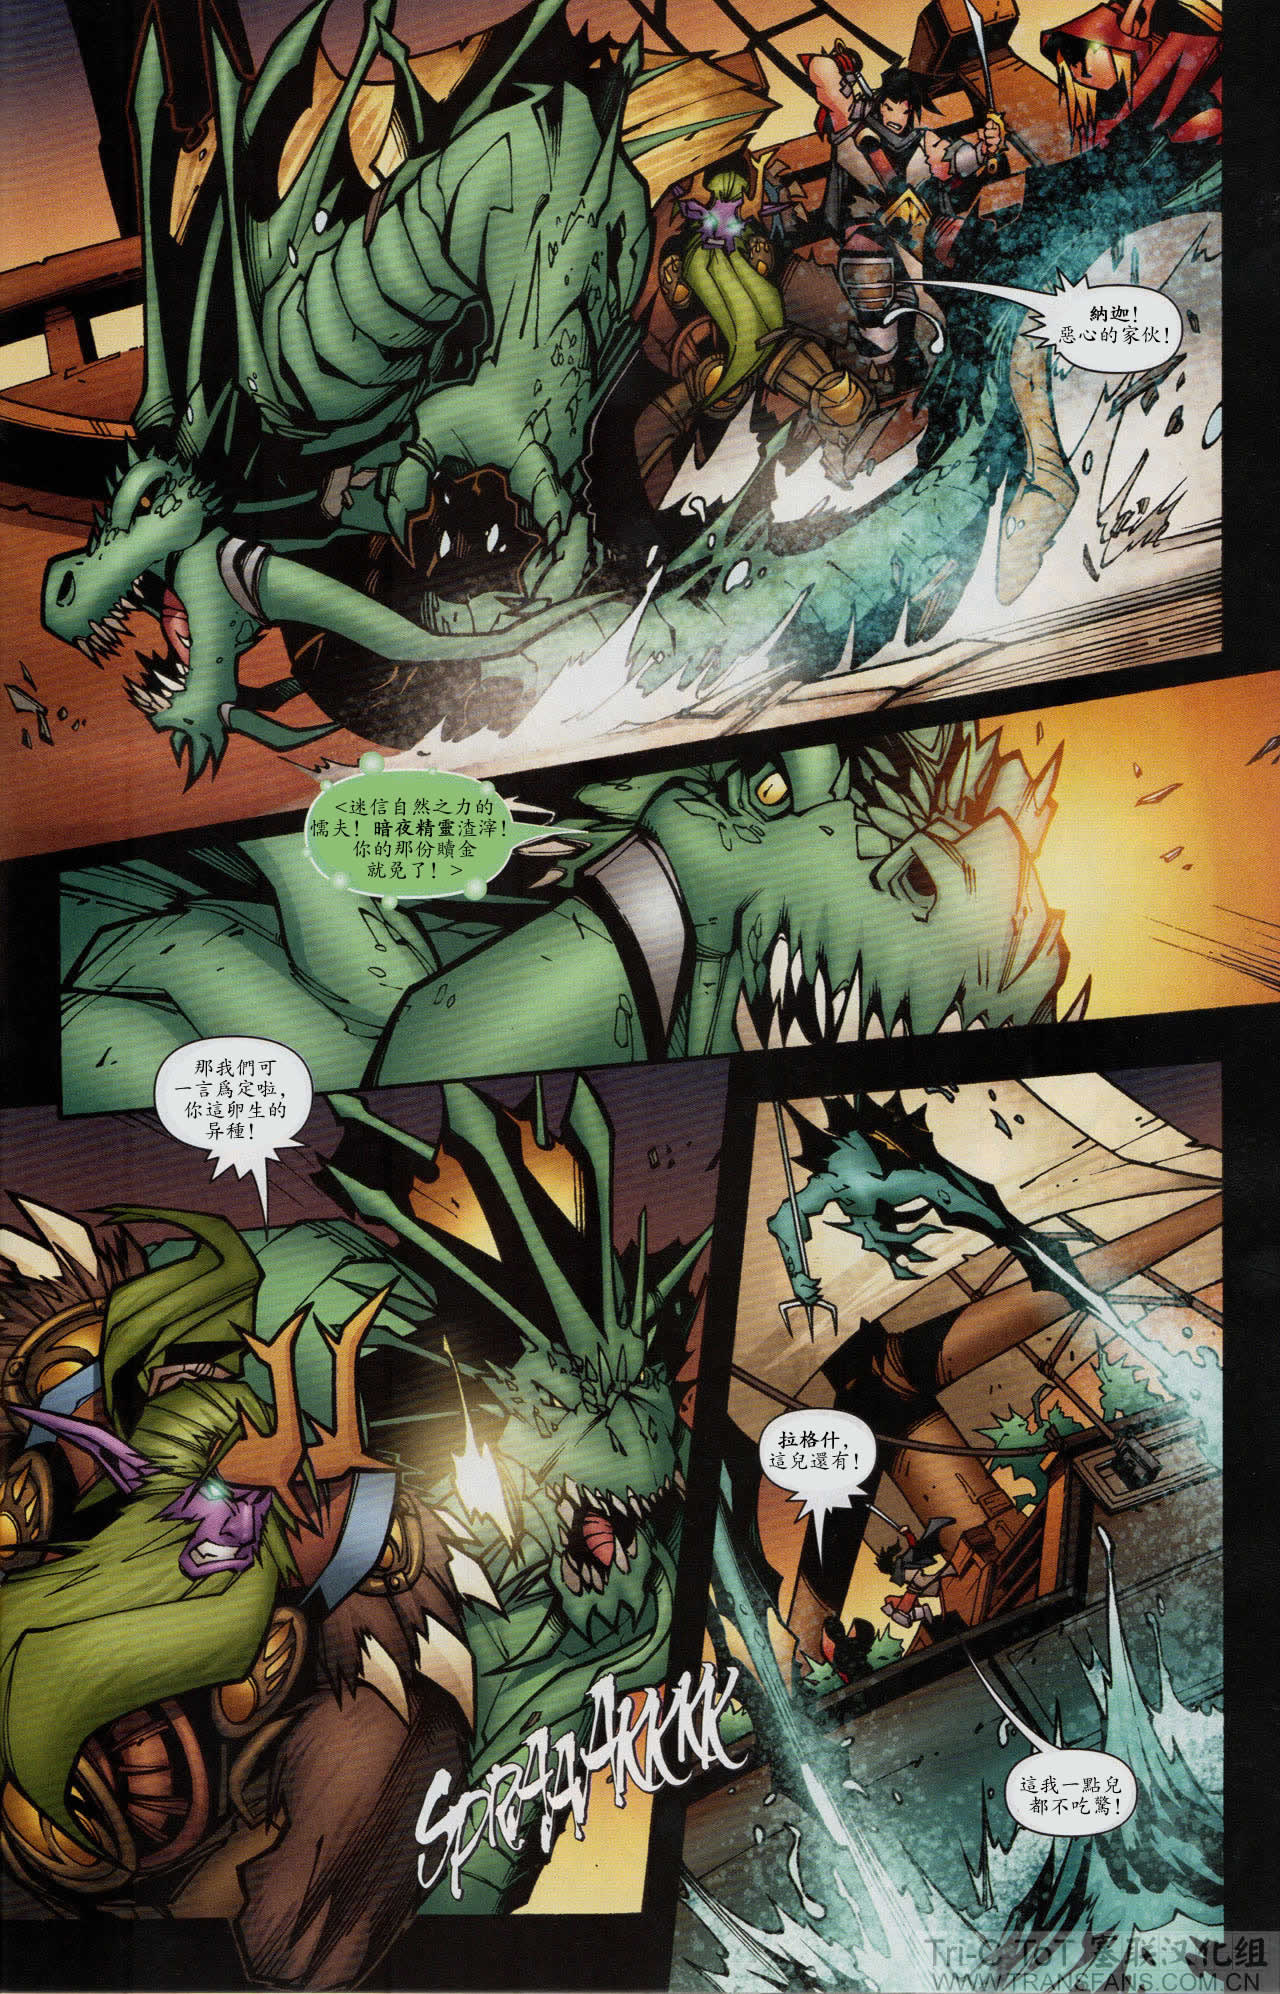 納迦!
惡心的家伙!
<迷信自然之力的
懦夫! 暗夜精靈渣滓!
你的那份贖金
就免了! >
那我們可
一言爲定啦,
你這卵生的
异種!
SPRAAAKKKK
拉格什,
這兒還有!
這我一點兒
都不吃驚!
Tri-C ToT 塞联汉化组
WWW.TRANSFANS.COM.CN